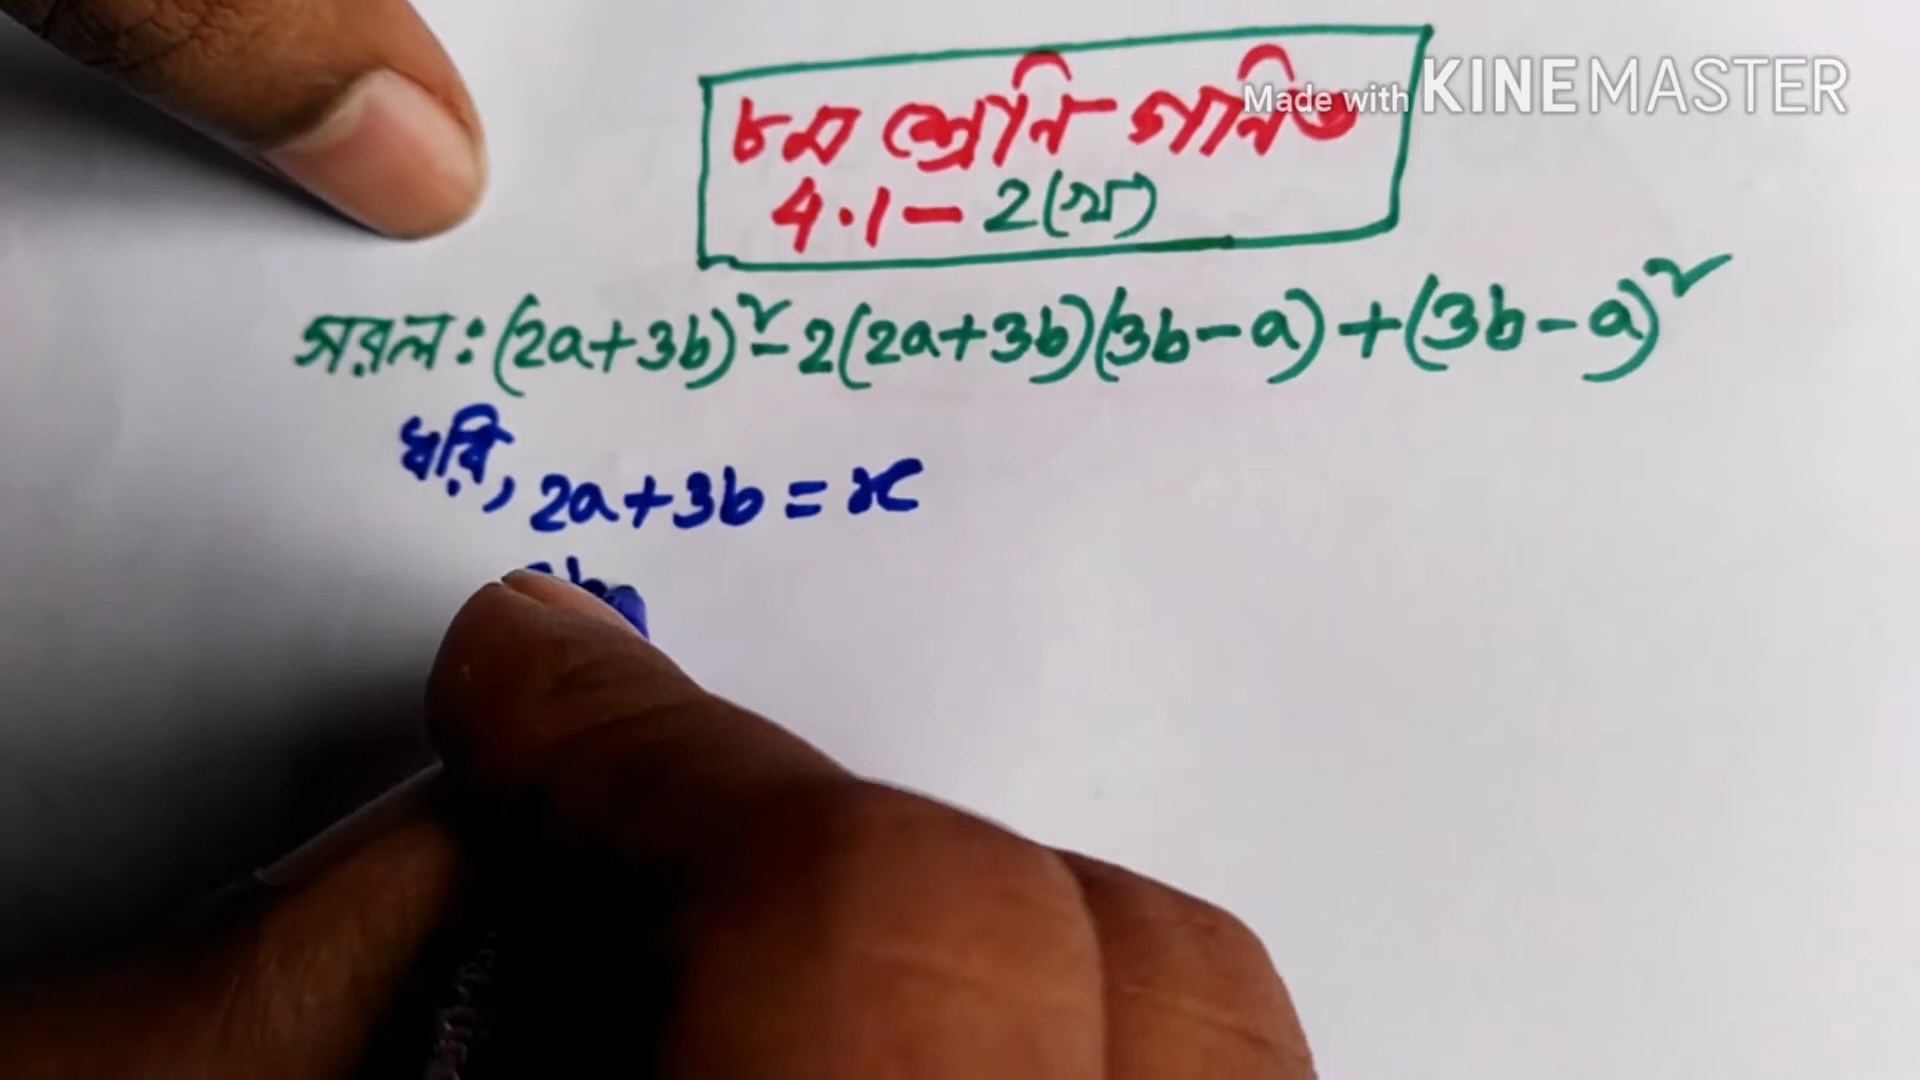 Made with KINEMASTER
৮ম শ্রেনি গনিত
4.1 - 2(খ)
সরল: (2a+3b)² - 2(2a+3b)(3b-a) + (3b-a)²
ধরি, 2a+3b = x